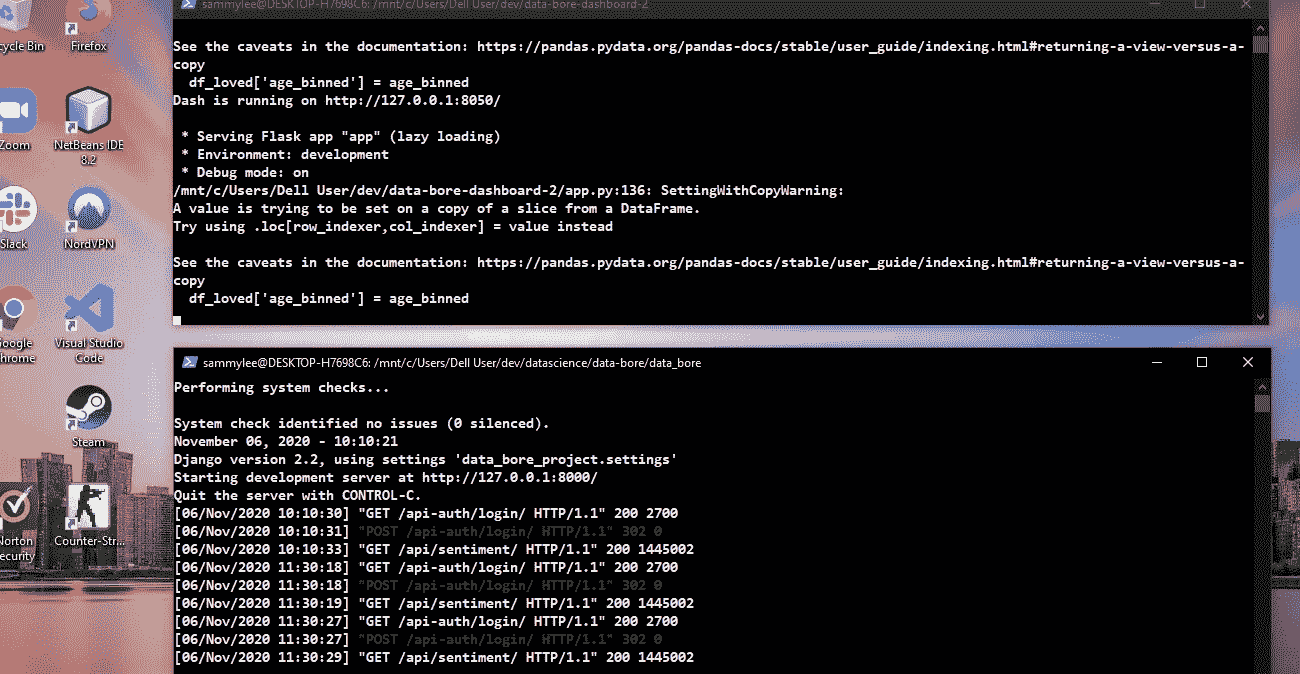 cycle Bin
Firefox
Zoom
NetBeans IDE
8.2
Slack
NordVPN
Google
Chrome
Visual Studio
Code
Steam
Norton
Security
Counter-Str...
sammylee@DESKTOP-H7698C6: /mnt/c/Users/Dell User/dev/data-bore-dashboard-2
See the caveats in the documentation: https://pandas.pydata.org/pandas-docs/stable/user_guide/indexing.html#returning-a-view-versus-a-
copy
df_loved['age_binned'] = age_binned
Dash is running on http://127.0.0.1:8050/
* Serving Flask app "app" (lazy loading)
* Environment: development
* Debug mode: on
/mnt/c/Users/Dell User/dev/data-bore-dashboard-2/app.py:136: SettingWithCopyWarning:
A value is trying to be set on a copy of a slice from a DataFrame.
Try using .loc[row_indexer,col_indexer] = value instead
See the caveats in the documentation: https://pandas.pydata.org/pandas-docs/stable/user_guide/indexing.html#returning-a-view-versus-a-
copy
df_loved['age_binned'] = age_binned
sammylee@DESKTOP-H7698C6: /mnt/c/Users/Dell User/dev/datascience/data-bore/data_bore
Performing system checks...
System check identified no issues (0 silenced).
November 06, 2020 - 10:10:21
Django version 2.2, using settings 'data_bore_project.settings'
Starting development server at http://127.0.0.1:8000/
Quit the server with CONTROL-C.
[06/Nov/2020 10:10:30] "GET /api-auth/login/ HTTP/1.1" 200 2700
[06/Nov/2020 10:10:31] "POST /api-auth/login/ HTTP/1.1" 302 0
[06/Nov/2020 10:10:33] "GET /api/sentiment/ HTTP/1.1" 200 1445002
[06/Nov/2020 11:30:18] "GET /api-auth/login/ HTTP/1.1" 200 2700
[06/Nov/2020 11:30:18] "POST /api-auth/login/ HTTP/1.1" 302 0
[06/Nov/2020 11:30:19] "GET /api/sentiment/ HTTP/1.1" 200 1445002
[06/Nov/2020 11:30:27] "GET /api-auth/login/ HTTP/1.1" 200 2700
[06/Nov/2020 11:30:27] "POST /api-auth/login/ HTTP/1.1" 302 0
[06/Nov/2020 11:30:29] "GET /api/sentiment/ HTTP/1.1" 200 1445002